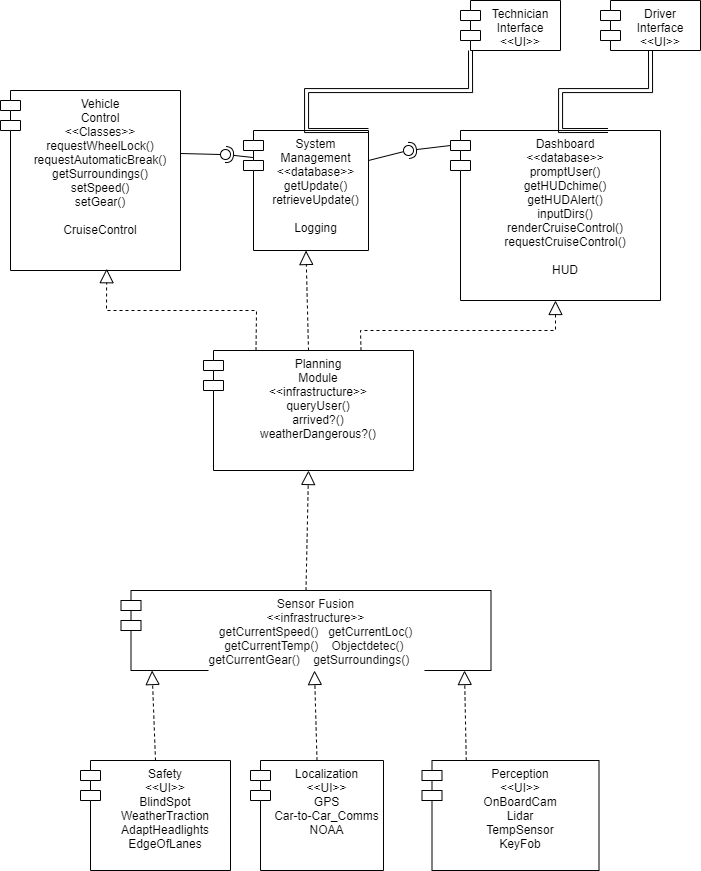 Technician
Interface
<<UI>>
Driver
Interface
<<UI>>
Vehicle
Control
<<Classes>>
requestWheelLock()
requestAutomaticBreak()
getSurroundings()
setSpeed()
setGear()
CruiseControl
System
Management
<<database>>
getUpdate()
retrieveUpdate()
Logging
Dashboard
<<database>>
promptUser()
getHUDchime()
getHUDAlert()
inputDirs()
renderCruiseControl()
requestCruiseControl()
HUD
Planning
Module
<<infrastructure>>
queryUser()
arrived?()
weatherDangerous?()
Sensor Fusion
<<infrastructure>>
getCurrentSpeed() getCurrentLoc()
getCurrentTemp() Objectdetec()
getCurrentGear() getSurroundings()
Safety
<<UI>>
BlindSpot
WeatherTraction
AdaptHeadlights
EdgeOfLanes
Localization
<<UI>>
GPS
Car-to-Car_Comms
NOAA
Perception
<<UI>>
OnBoardCam
Lidar
TempSensor
KeyFob